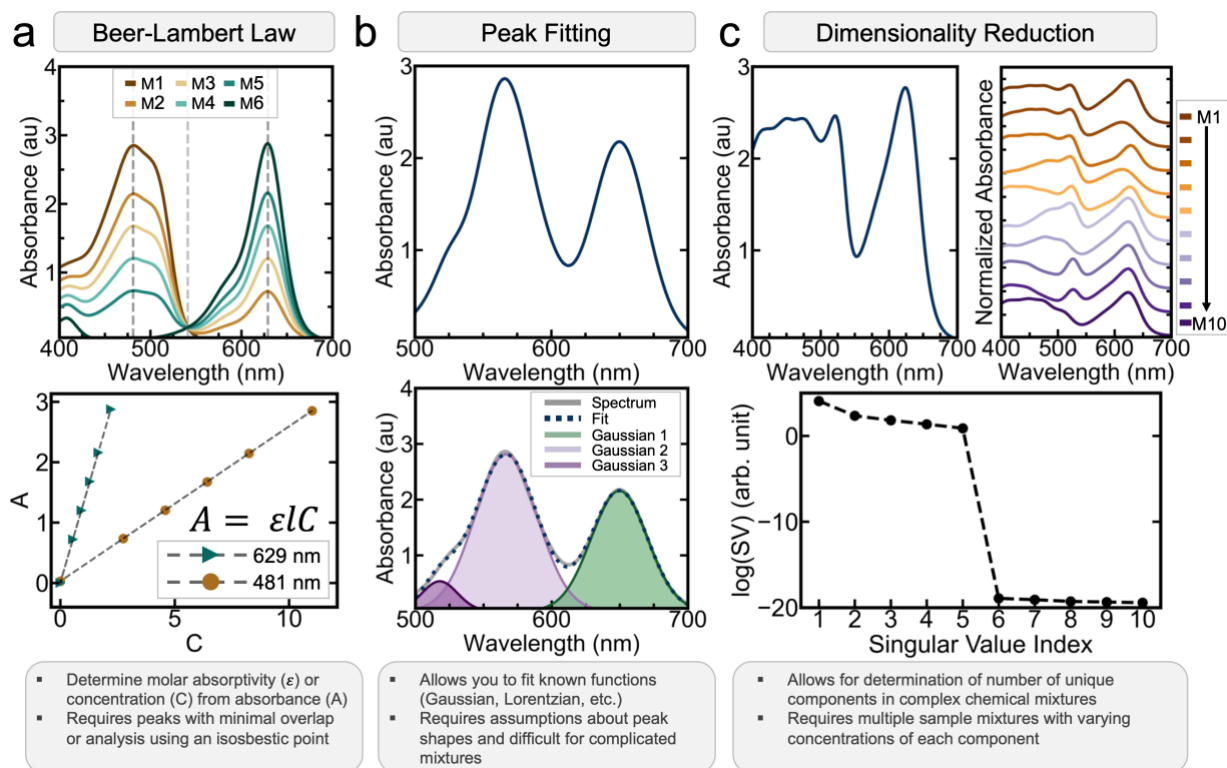 a
Beer-Lambert Law
b
Peak Fitting
c
Dimensionality Reduction
4
3
2
1
Absorbance (au)
M1 M3 M5
M2 M4 M6
400 500 600 700
Wavelength (nm)
3
2
1
Absorbance (au)
500 600 700
Wavelength (nm)
3
2
1
Absorbance (au)
400 500 600 700
Wavelength (nm)
Normalized Absorbance
400 500 600 700
Wavelength (nm)
M1
M10
3
2
1
0
A
A = εlC
629 nm
481 nm
0 5 10
C
4
3
2
1
Absorbance (au)
Spectrum
Fit
Gaussian 1
Gaussian 2
Gaussian 3
500 600 700
Wavelength (nm)
0
−10
−20
log(SV) (arb. unit)
1 2 3 4 5 6 7 8 9 10
Singular Value Index
▪ Determine molar absorptivity (ε) or
concentration (C) from absorbance (A)
▪ Requires peaks with minimal overlap
or analysis using an isosbestic point
▪ Allows you to fit known functions
(Gaussian, Lorentzian, etc.)
▪ Requires assumptions about peak
shapes and difficult for complicated
mixtures
▪ Allows for determination of number of unique
components in complex chemical mixtures
▪ Requires multiple sample mixtures with varying
concentrations of each component